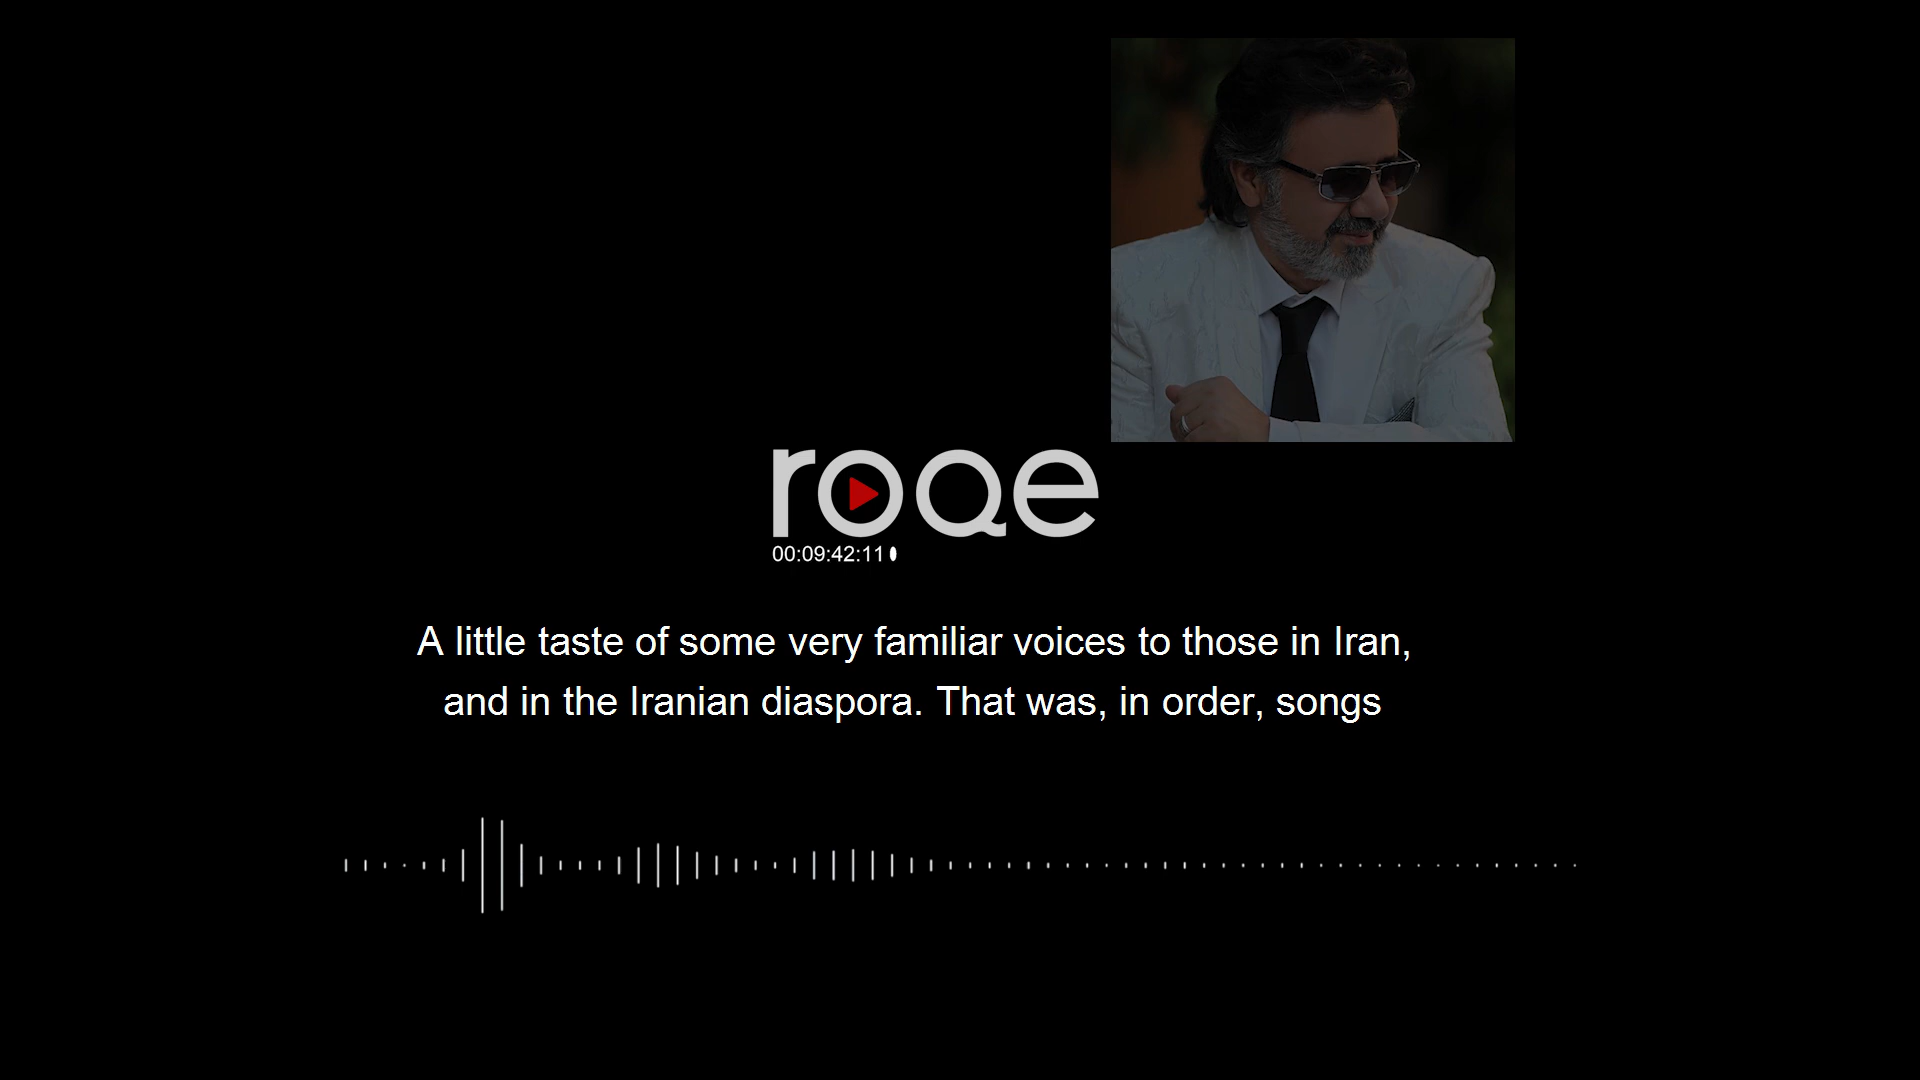 roqe
00:09:42:11
A little taste of some very familiar voices to those in Iran,
and in the Iranian diaspora. That was, in order, songs